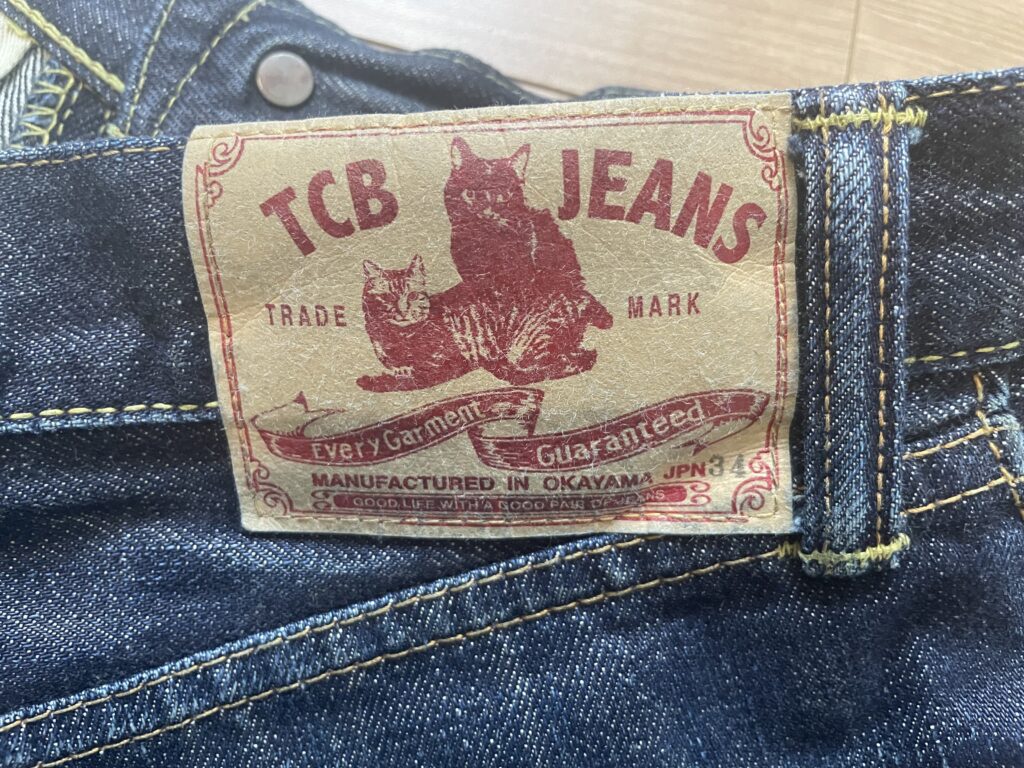 TCB JEANS
TRADE MARK
Every Garment Guaranteed
MANUFACTURED IN OKAYAMA JPN 34
GOOD LIFE WITH A GOOD PAIR OF JEANS